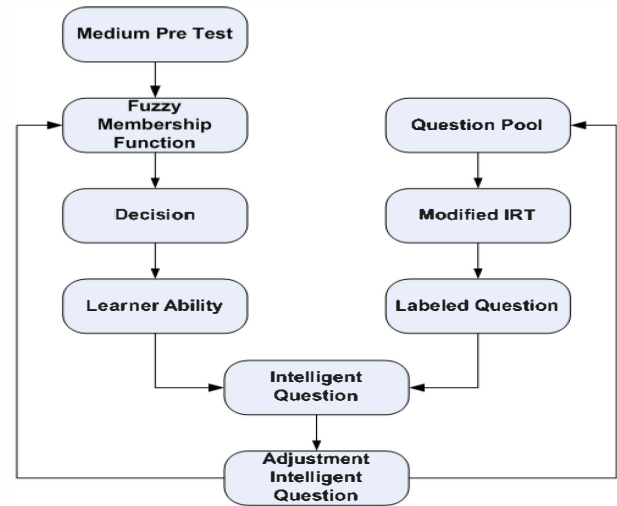 Medium Pre Test
Fuzzy
Membership
Function
Decision
Learner Ability
Question Pool
Modified IRT
Labeled Question
Intelligent
Question
Adjustment
Intelligent
Question